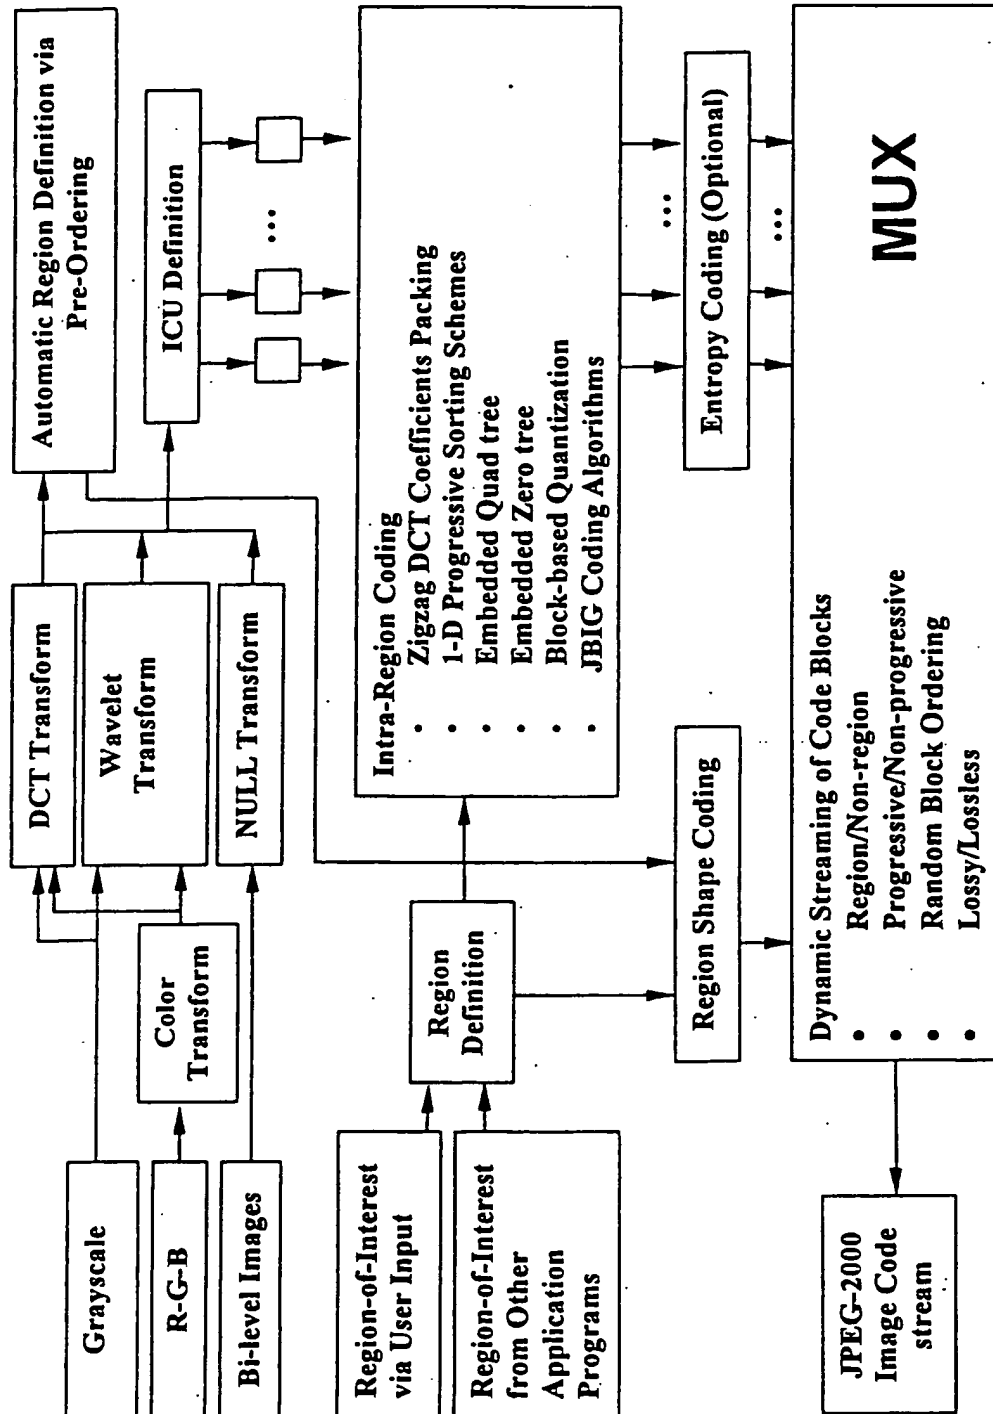 Grayscale
R-G-B
Bi-level Images
Color
Transform
DCT Transform
Wavelet
Transform
NULL Transform
Automatic Region Definition via
Pre-Ordering
ICU Definition
...
Region-of-Interest
via User Input
Region-of-Interest
from Other
Application
Programs
Region
Definition
Intra-Region Coding
• Zigzag DCT Coefficients Packing
• 1-D Progressive Sorting Schemes
• Embedded Quad tree
• Embedded Zero tree
• Block-based Quantization
• JBIG Coding Algorithms
...
Region Shape Coding
Entropy Coding (Optional)
...
Dynamic Streaming of Code Blocks
• Region/Non-region
• Progressive/Non-progressive
• Random Block Ordering
• Lossy/Lossless
MUX
JPEG-2000
Image Code
stream